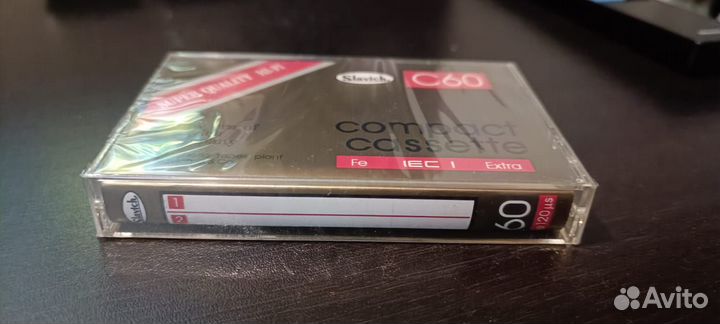 SUPER QUALITY HI-FI
Slavich
C60
compact
cassette
Fe IEC I Extra
Slavich
1
2
60
120μs
Avito